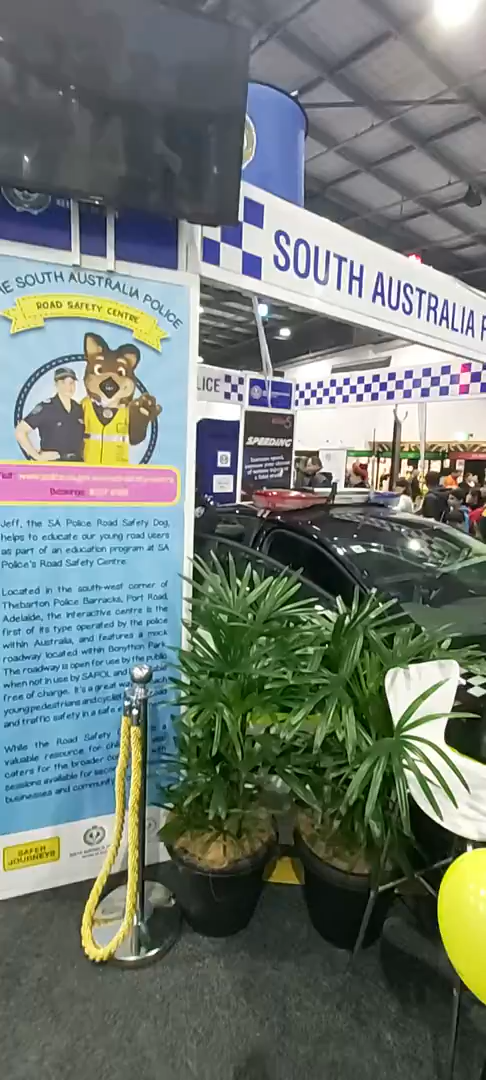 SOUTH AUSTRALIA P
THE SOUTH AUSTRALIA POLICE
ROAD SAFETY CENTRE
LICE
SPEEDING
Bookings:
Jeff, the SA Police Road Safety Dog,
helps to educate our young road users
as part of an education program at SA
Police's Road Safety Centre.
Located in the south-west corner of
Thebarton Police Barracks, Port Road,
Adelaide, the interactive centre is the
first of its type operated by the police
within Australia, and features a mock
roadway located within Bonython Park.
The roadway is open for use by the public
when not in use by SAPOL and
free of charge. It's a great way
young pedestrians and cyclists
and traffic safety in a safe
While the Road Safety
valuable resource for
caters for the broader
sessions available for
businesses and
SAFER
JOURNEYS